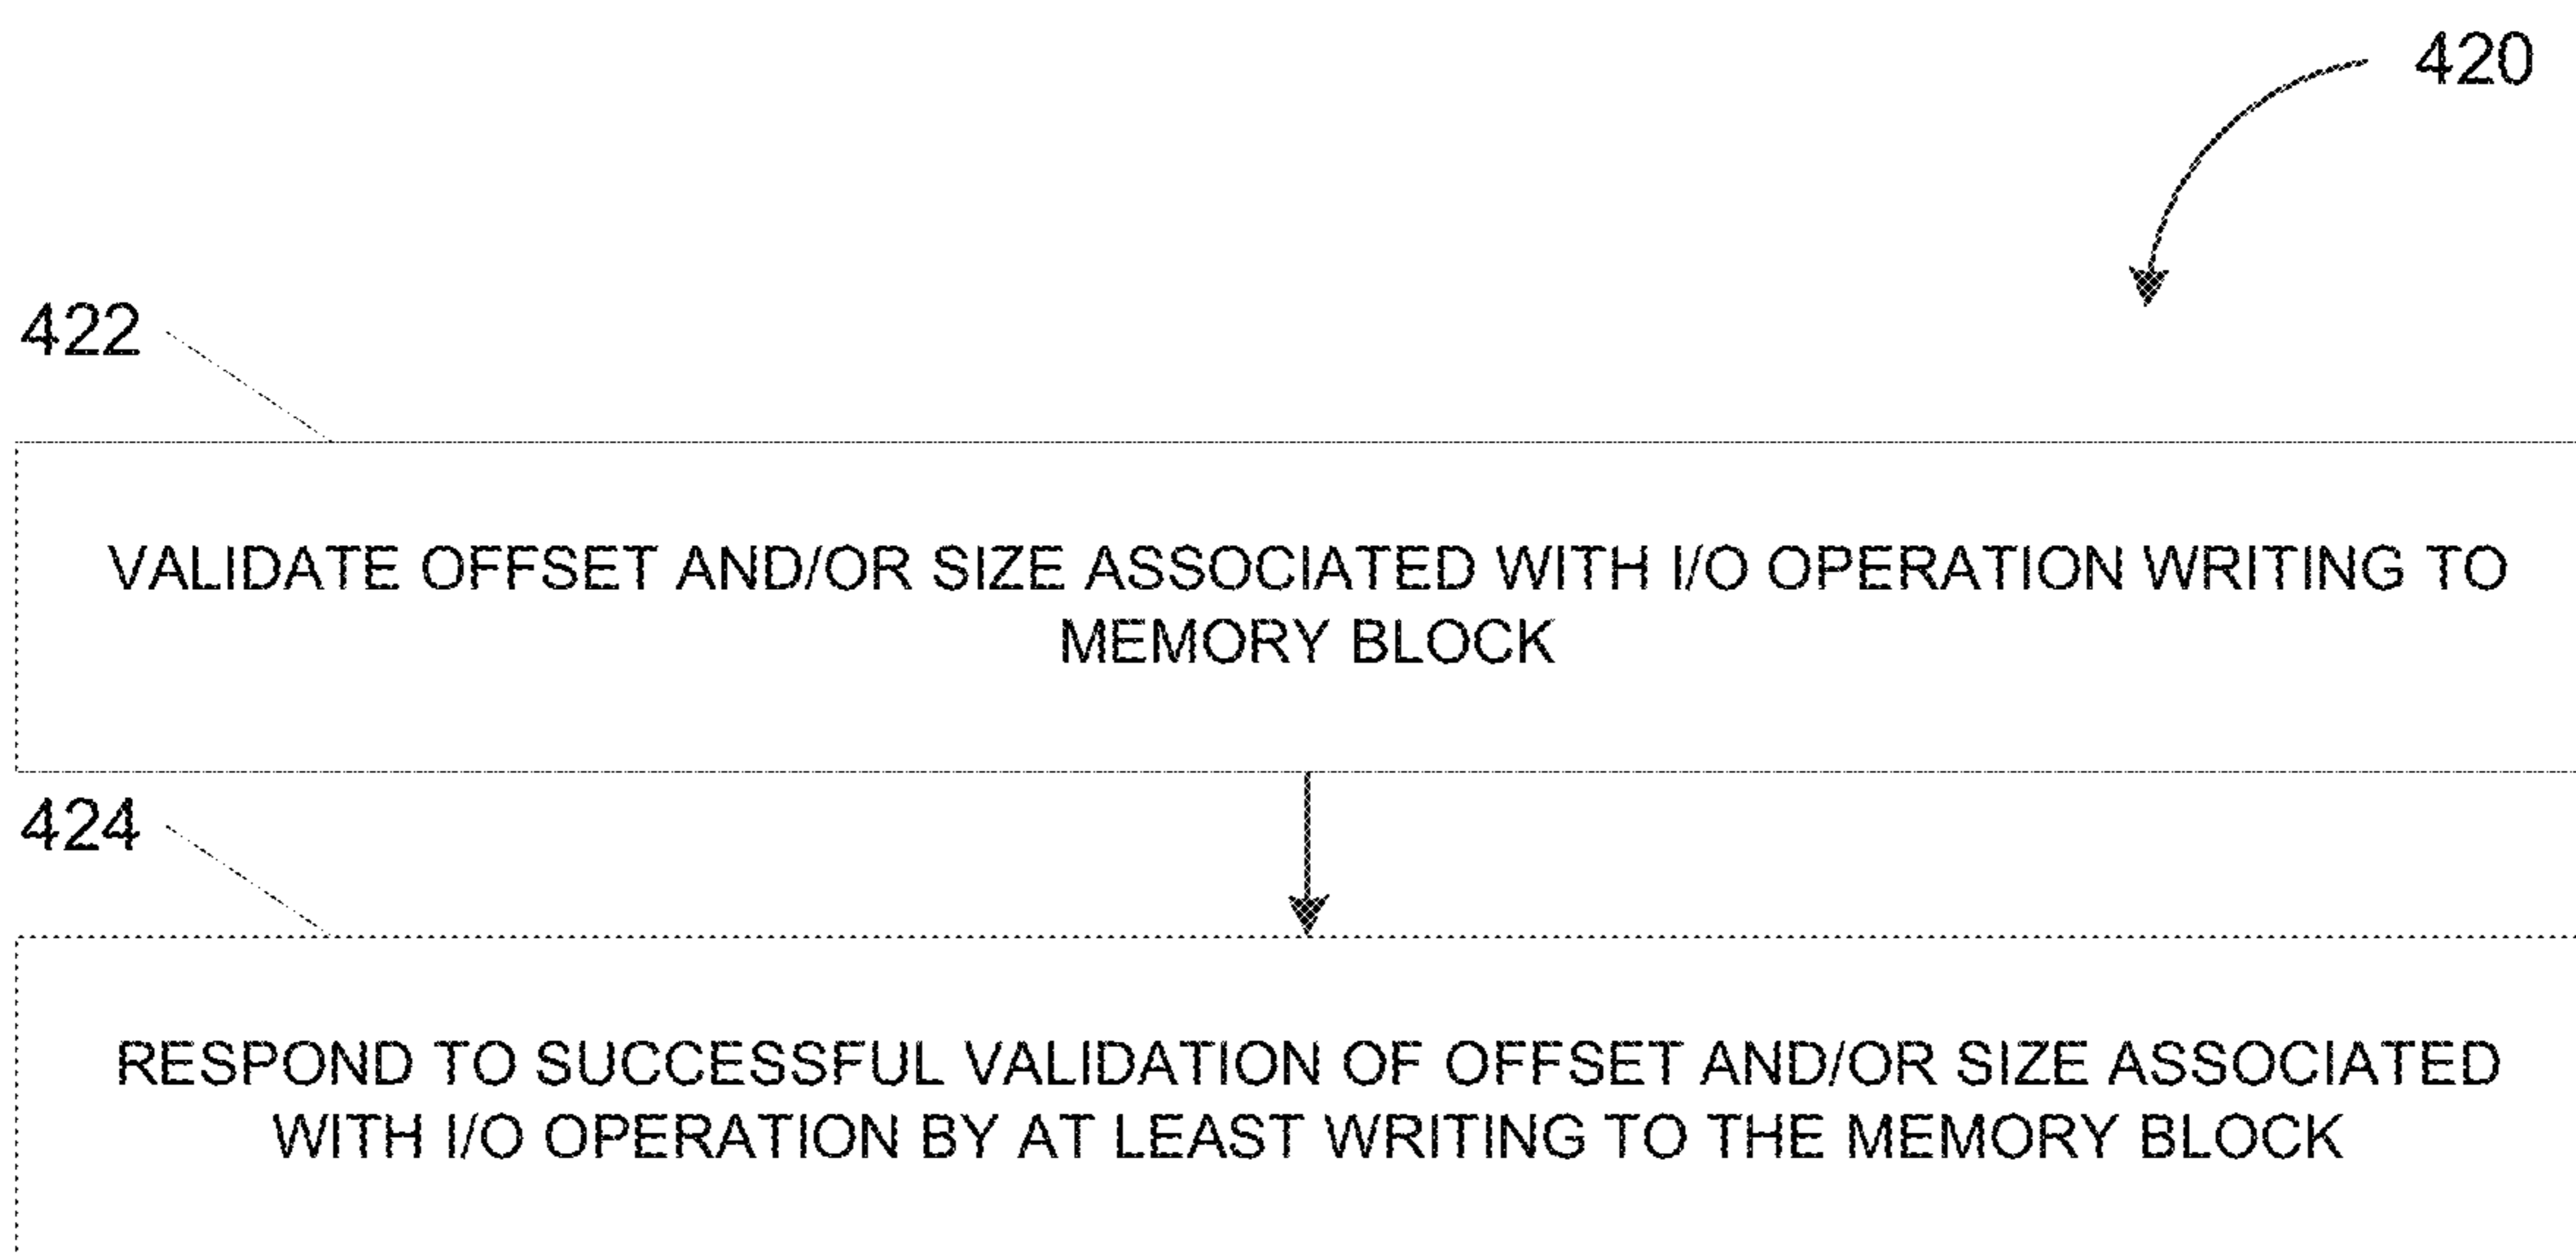 420
422
VALIDATE OFFSET AND/OR SIZE ASSOCIATED WITH I/O OPERATION WRITING TO
MEMORY BLOCK
424
RESPOND TO SUCCESSFUL VALIDATION OF OFFSET AND/OR SIZE ASSOCIATED
WITH I/O OPERATION BY AT LEAST WRITING TO THE MEMORY BLOCK